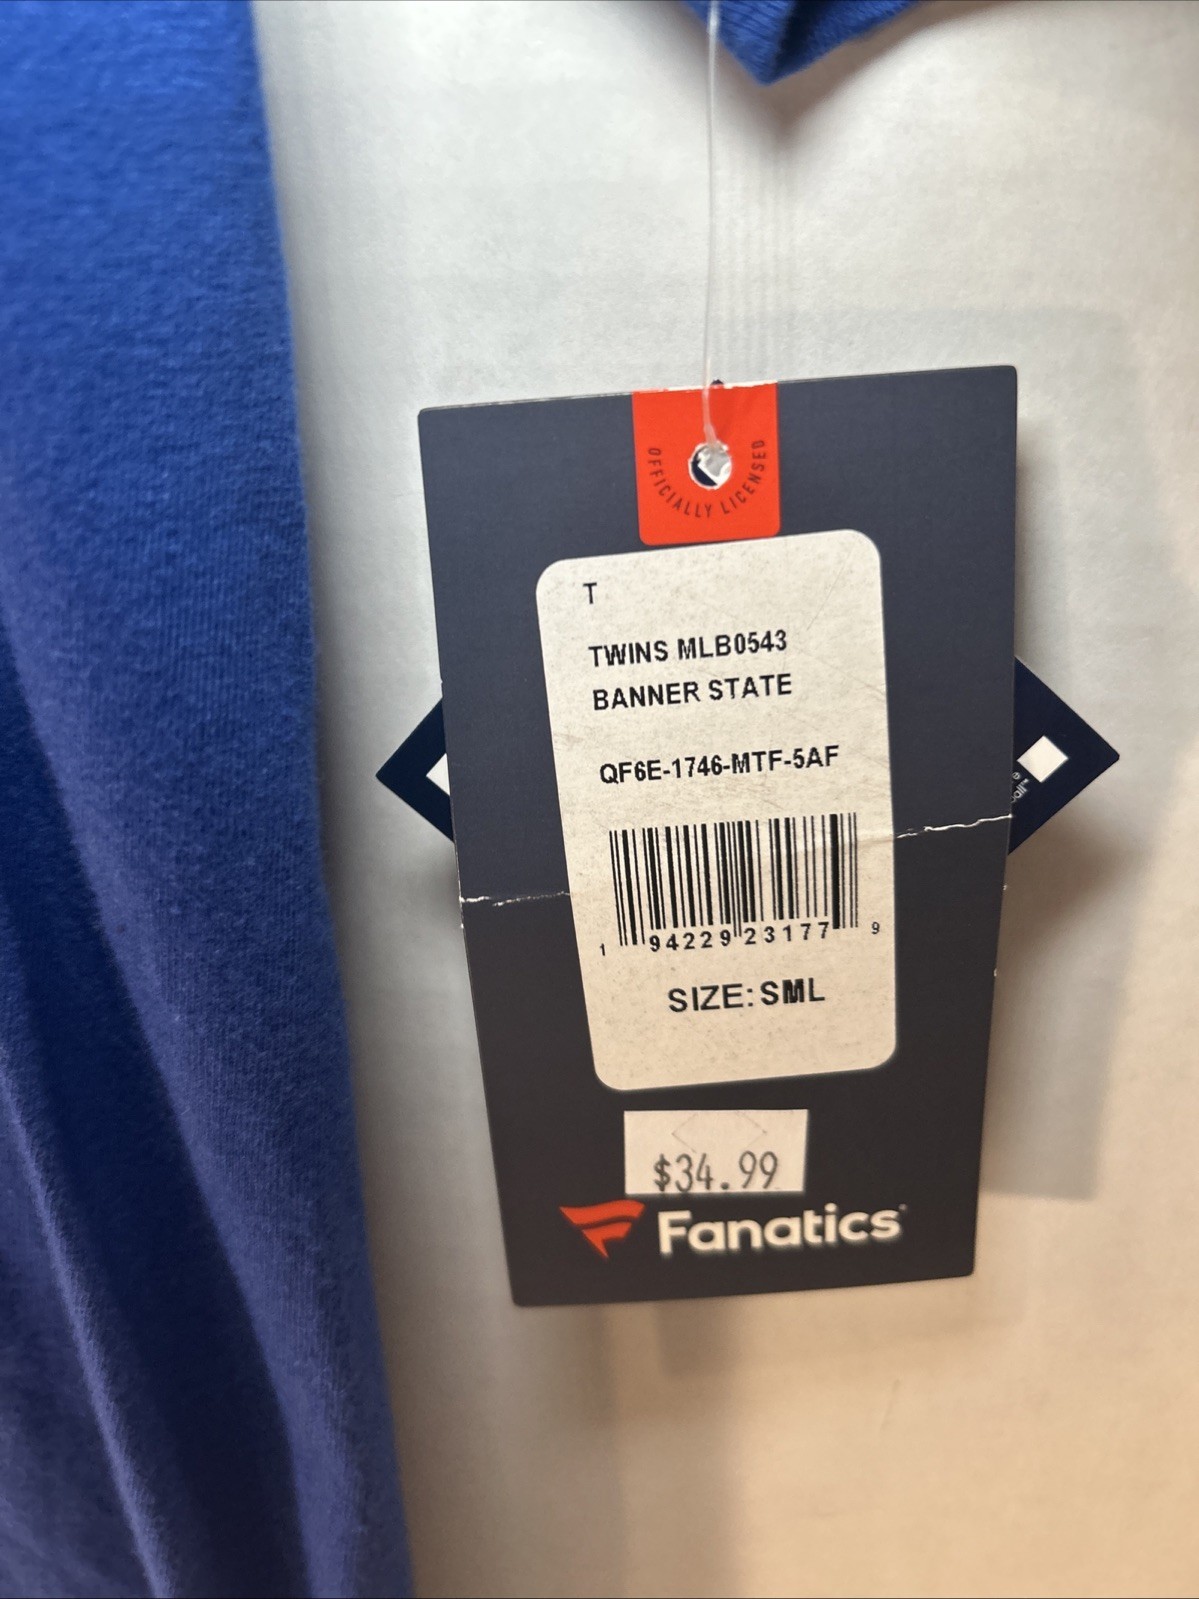 OFFICIALLY LICENSED
T
TWINS MLB0543
BANNER STATE
QF6E-1746-MTF-5AF
1 94229 23177 9
SIZE: SML
$34.99
Fanatics